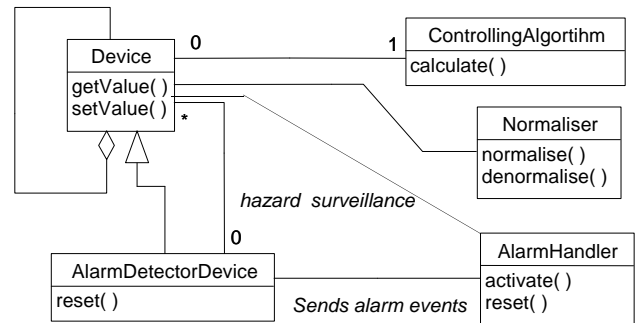 Device
getValue( )
setValue( )
0
1
ControllingAlgortihm
calculate( )
*
Normaliser
normalise( )
denormalise( )
hazard surveillance
0
AlarmDetectorDevice
reset( )
Sends alarm events
AlarmHandler
activate( )
reset( )